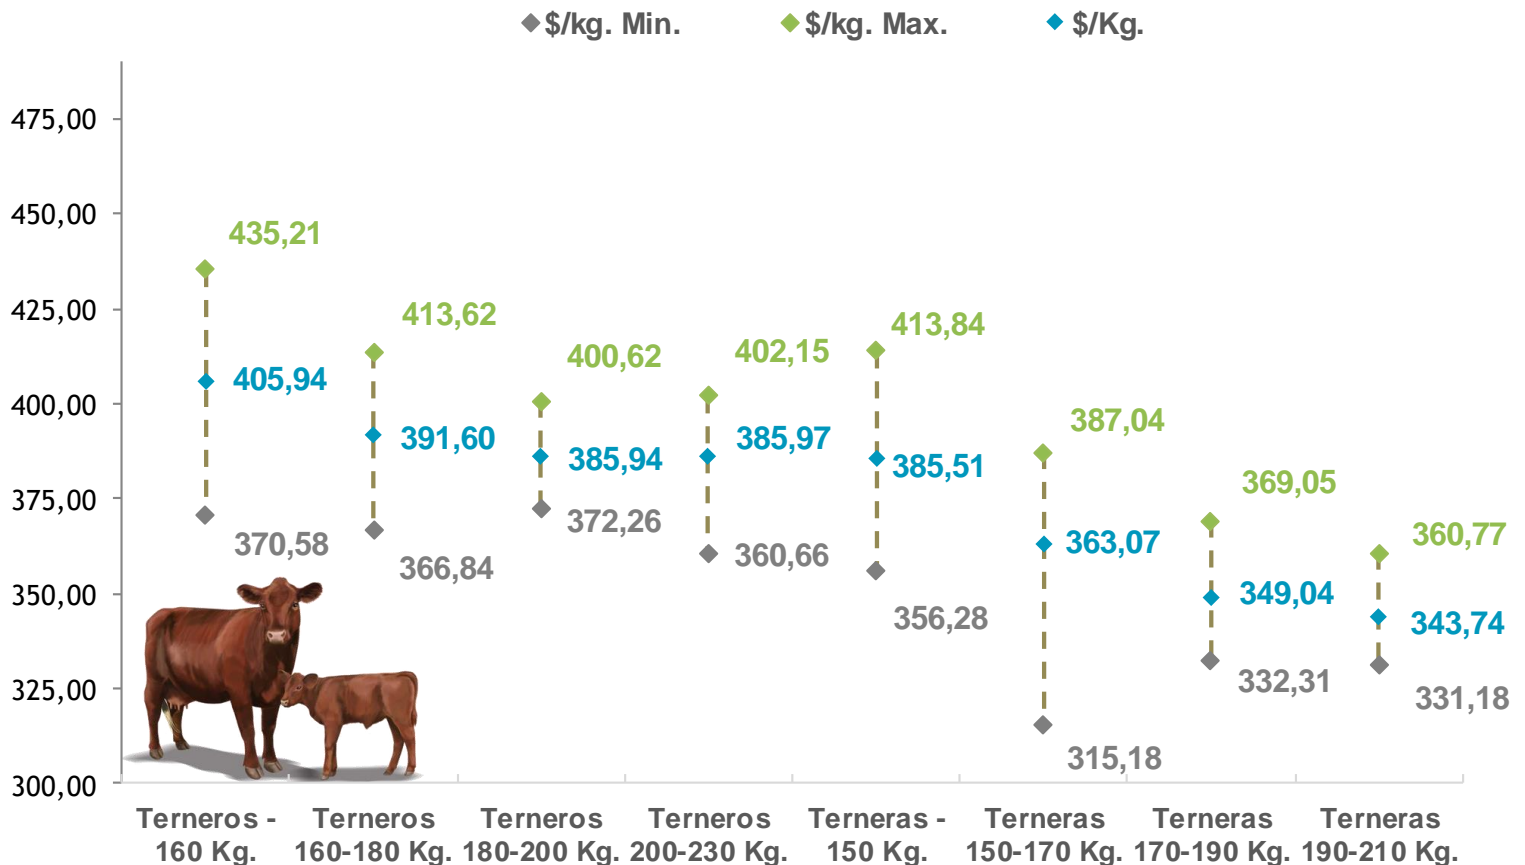 $/kg. Min. $/kg. Max. $/Kg.
475,00
450,00
425,00
400,00
375,00
350,00
325,00
300,00
435,21
405,94
370,58
413,62
391,60
366,84
400,62
385,94
372,26
402,15
385,97
360,66
413,84
385,51
356,28
387,04
363,07
315,18
369,05
349,04
332,31
360,77
343,74
331,18
Terneros -
160 Kg.
Terneros
160-180 Kg.
Terneros
180-200 Kg.
Terneros
200-230 Kg.
Terneras -
150 Kg.
Terneras
150-170 Kg.
Terneras
170-190 Kg.
Terneras
190-210 Kg.